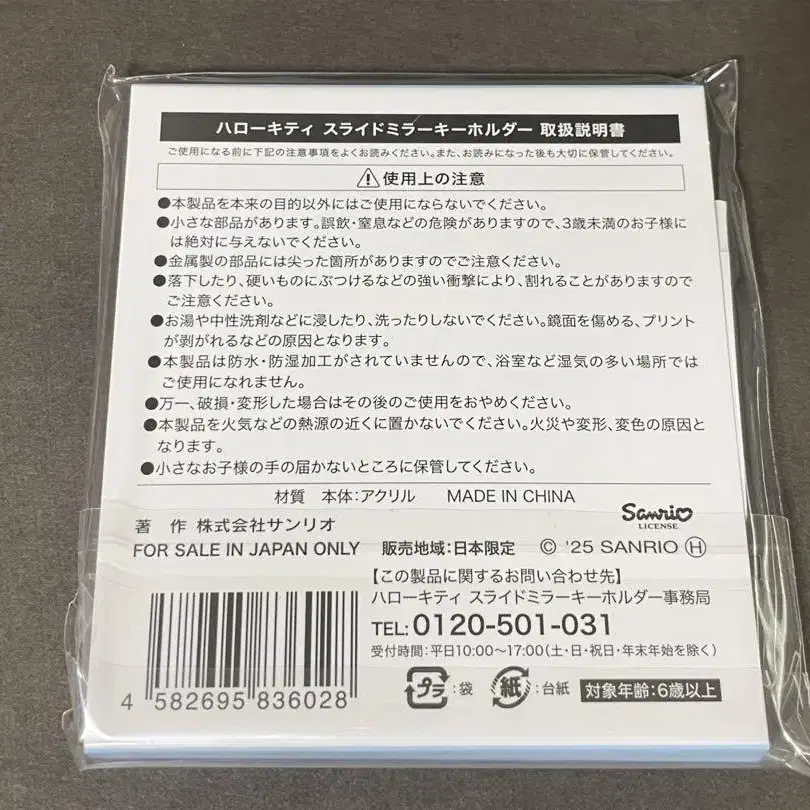 ハローキティ スライドミラーキーホルダー 取扱説明書
ご使用になる前に下記の注意事項をよくお読みください。また、お読みになった後も大切に保管してください。
使用上の注意
●本製品を本来の目的以外にはご使用にならないでください。
●小さな部品があります。誤飲・窒息などの危険がありますので、3歳未満のお子様に
は絶対に与えないでください。
●金属製の部品には尖った箇所がありますのでご注意ください。
●落下したり、硬いものにぶつけるなどの強い衝撃により、割れることがありますので
ご注意ください。
●お湯や中性洗剤などに浸したり、洗ったりしないでください。鏡面を傷める、プリント
が剥がれるなどの原因となります。
●本製品は防水・防湿加工がされていませんので、浴室など湿気の多い場所では
ご使用になれません。
●万一、破損・変形した場合はその後のご使用をおやめください。
●本製品を火気などの熱源の近くに置かないでください。火災や変形、変色の原因と
なります。
●小さなお子様の手の届かないところに保管してください。
材質 本体:アクリル MADE IN CHINA
Sanrio
LICENSE
著 作 株式会社サンリオ
FOR SALE IN JAPAN ONLY 販売地域:日本限定 © '25 SANRIO Ⓗ
【この製品に関するお問い合わせ先】
ハローキティ スライドミラーキーホルダー事務局
TEL:0120-501-031
受付時間:平日10:00〜17:00(土・日・祝日・年末年始を除く)
プラ:袋 紙:台紙 対象年齢:6歳以上
4 582695 836028